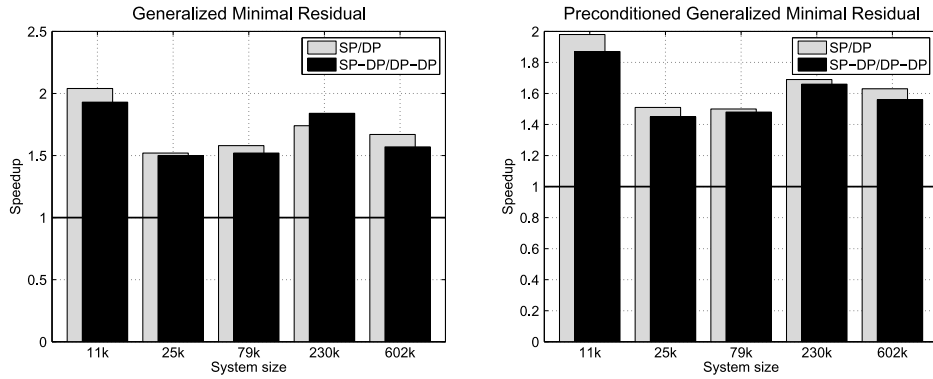 Generalized Minimal Residual
2.5
2
1.5
1
0.5
0
Speedup
SP/DP
SP−DP/DP−DP
11k 25k 79k 230k 602k
System size
Preconditioned Generalized Minimal Residual
2
1.8
1.6
1.4
1.2
1
0.8
0.6
0.4
0.2
0
Speedup
SP/DP
SP−DP/DP−DP
11k 25k 79k 230k 602k
System size